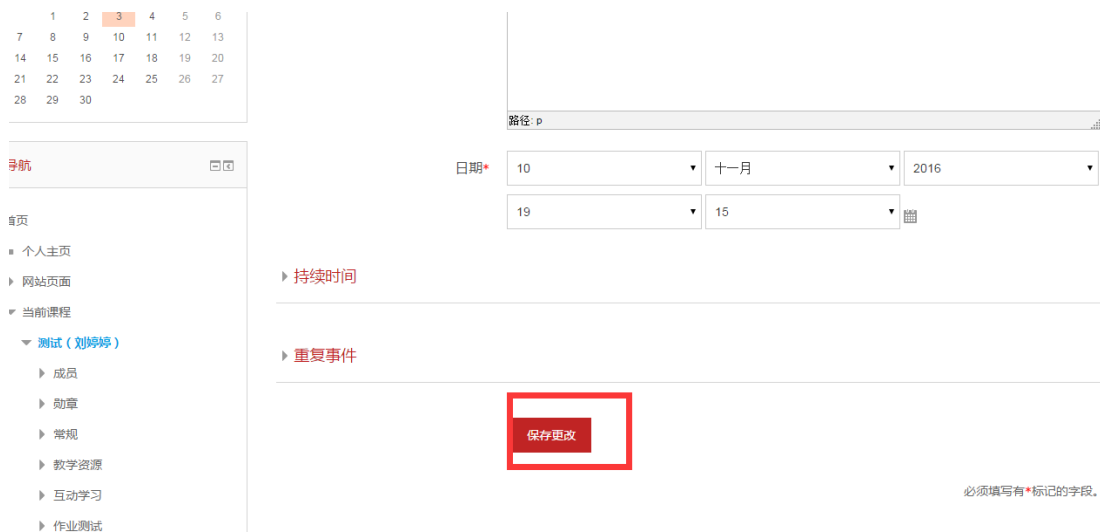 1 2 3 4 5 6
7 8 9 10 11 12 13
14 15 16 17 18 19 20
21 22 23 24 25 26 27
28 29 30
导航
首页
个人主页
网站页面
当前课程
测试（刘婷婷）
成员
勋章
常规
教学资源
互动学习
作业测试
路径: p
日期* 10 十一月 2016
19 15
持续时间
重复事件
保存更改
必须填写有*标记的字段。